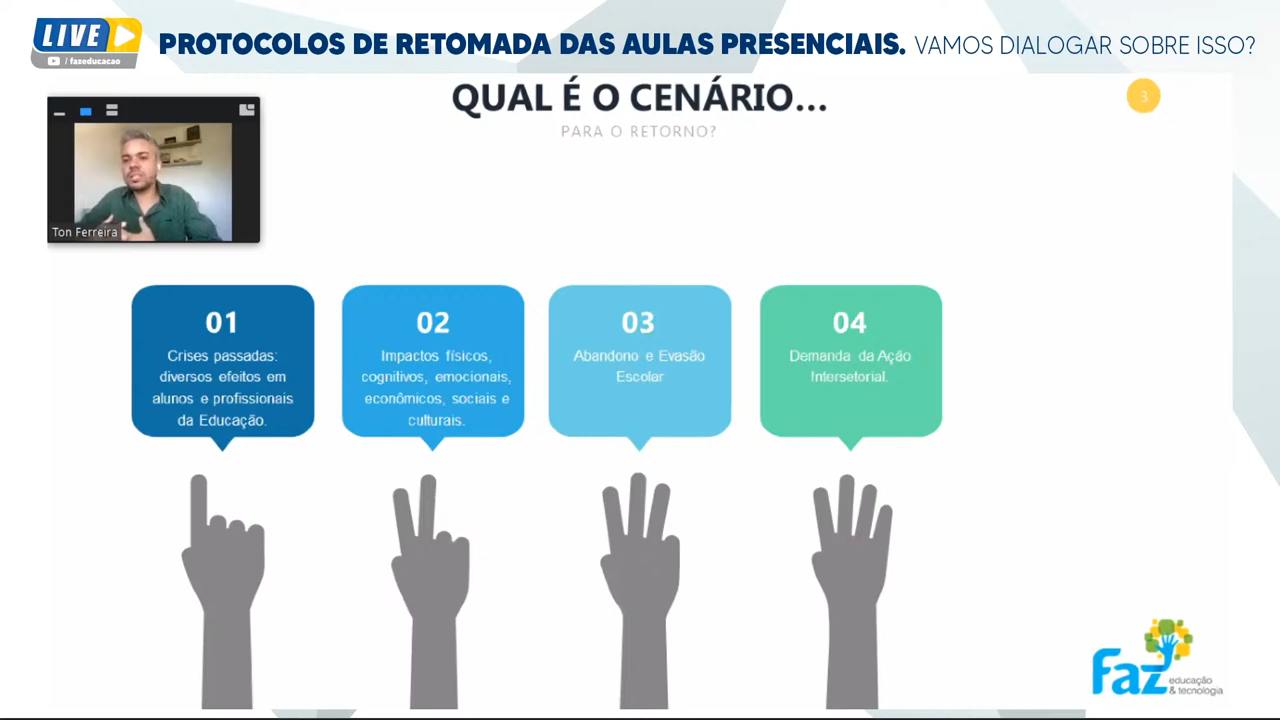 LIVE
/fazeducacao
PROTOCOLOS DE RETOMADA DAS AULAS PRESENCIAIS. VAMOS DIALOGAR SOBRE ISSO?
QUAL É O CENÁRIO...
PARA O RETORNO?
3
Ton Ferreira
01
Crises passadas:
diversos efeitos em
alunos e profissionais
da Educação.
02
Impactos físicos,
cognitivos, emocionais,
econômicos, sociais e
culturais.
03
Abandono e Evasão
Escolar
04
Demanda da Ação
Intersetorial.
faz
educação
& tecnologia